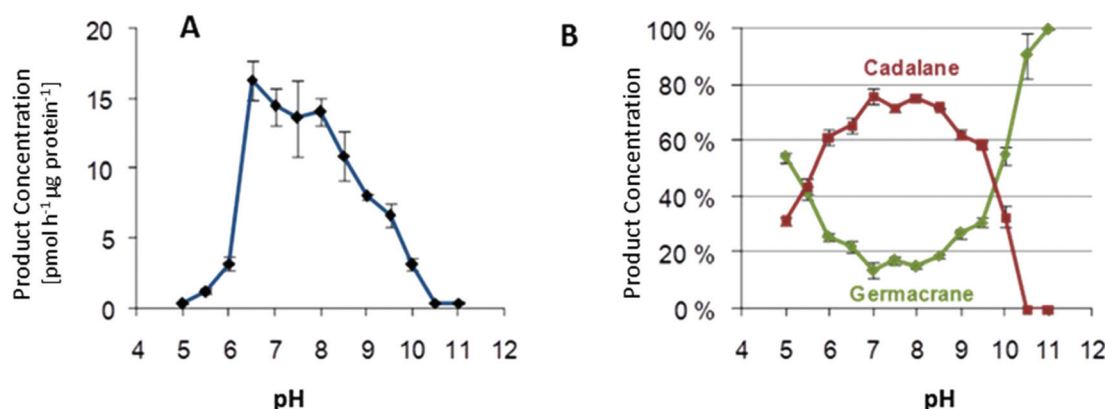 A
Product Concentration
[pmol h⁻¹ µg protein⁻¹]
20
15
10
5
0
4 5 6 7 8 9 10 11 12
pH
B
Product Concentration
100 %
80 %
60 %
40 %
20 %
0 %
Cadalane
Germacrane
4 5 6 7 8 9 10 11 12
pH